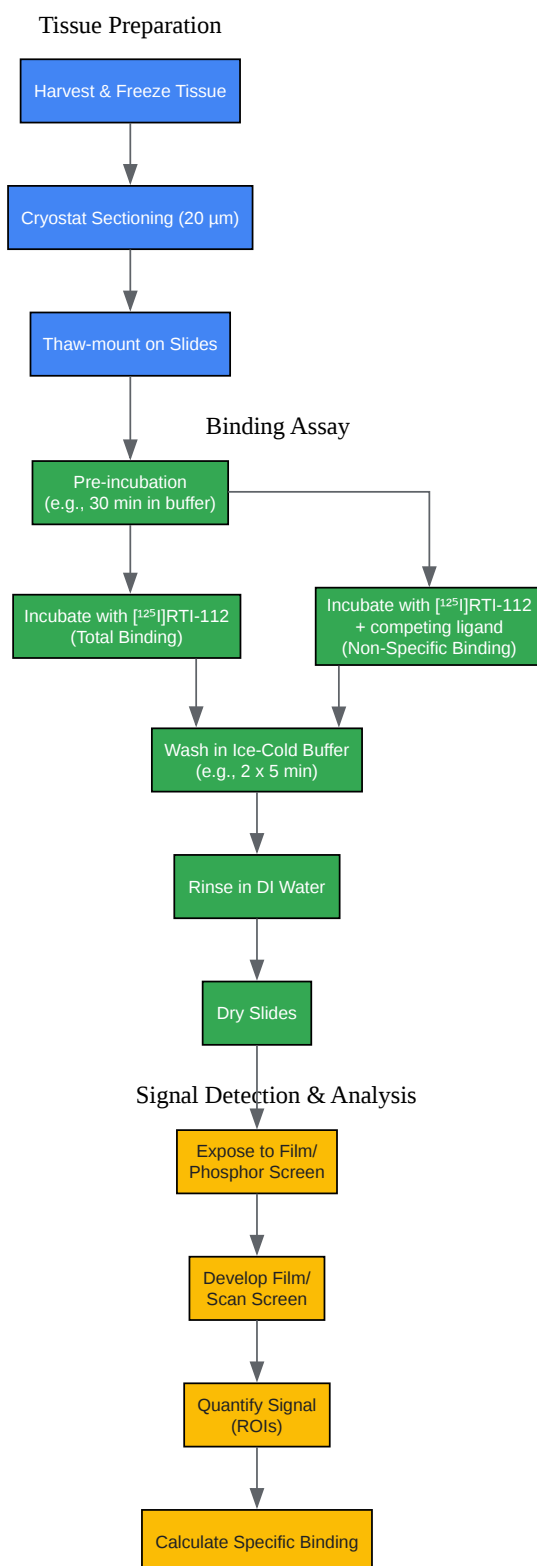 Tissue Preparation
Harvest & Freeze Tissue
Cryostat Sectioning (20 µm)
Thaw-mount on Slides
Binding Assay
Pre-incubation
(e.g., 30 min in buffer)
Incubate with [¹²⁵I]RTI-112
(Total Binding)
Incubate with [¹²⁵I]RTI-112
+ competing ligand
(Non-Specific Binding)
Wash in Ice-Cold Buffer
(e.g., 2 x 5 min)
Rinse in DI Water
Dry Slides
Signal Detection & Analysis
Expose to Film/
Phosphor Screen
Develop Film/
Scan Screen
Quantify Signal
(ROIs)
Calculate Specific Binding